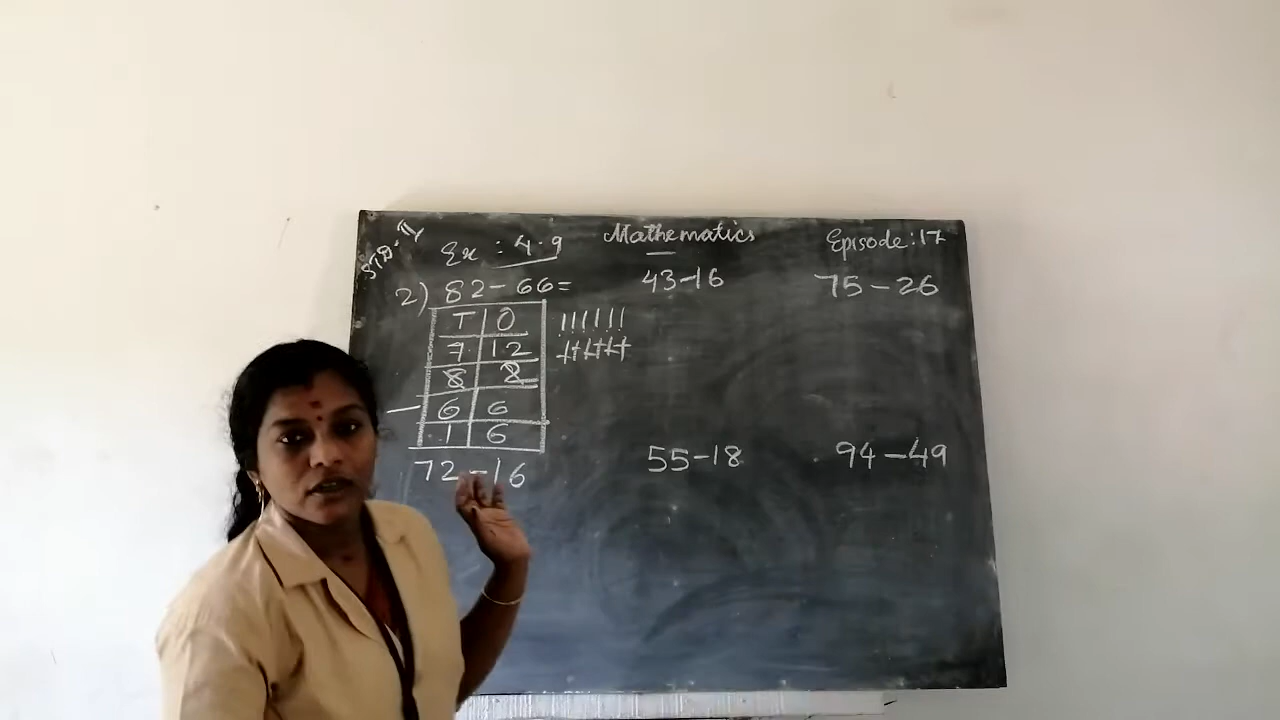 STD-II
Ex : 4.9
Mathematics
Episode:17
2) 82-66=
43-16
75-26
T O
7 12
8 2
- 6 6
1 6
72-16
55-18
94-49